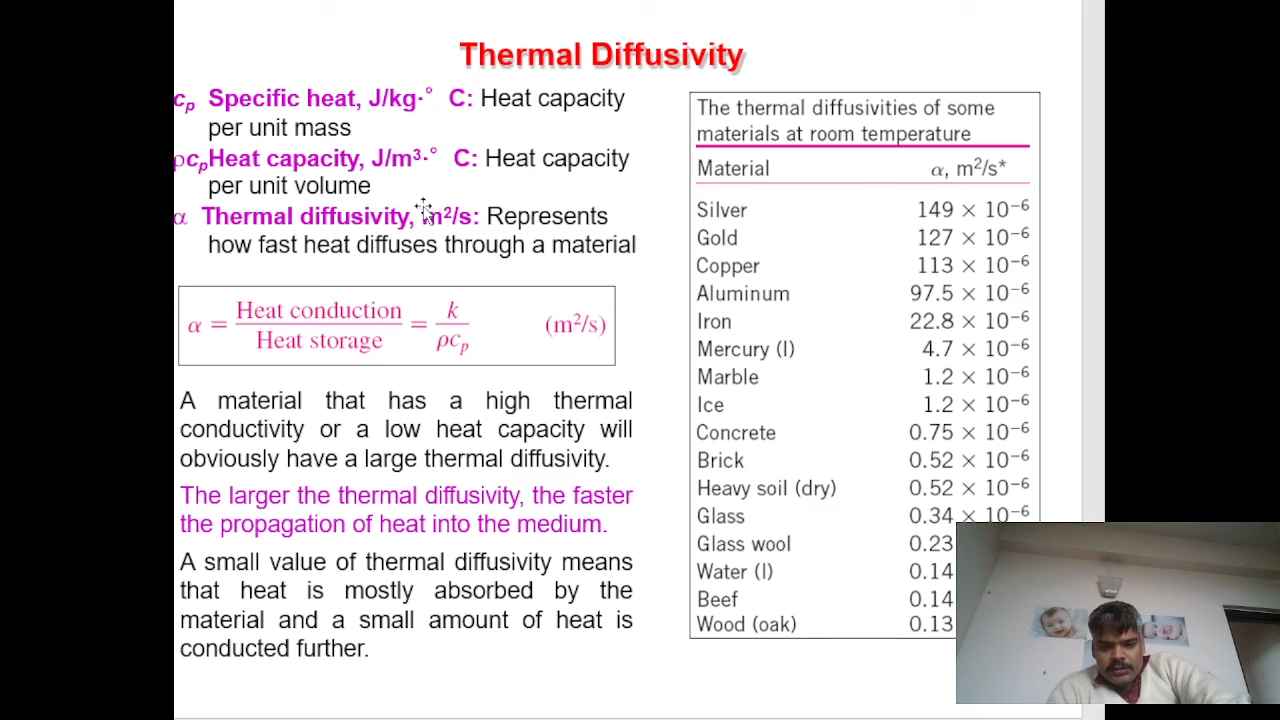 Thermal Diffusivity
cp Specific heat, J/kg·° C: Heat capacity
per unit mass
ρcpHeat capacity, J/m³·° C: Heat capacity
per unit volume
α Thermal diffusivity, m²/s: Represents
how fast heat diffuses through a material
α = Heat conduction / Heat storage = k / ρcp (m²/s)
A material that has a high thermal
conductivity or a low heat capacity will
obviously have a large thermal diffusivity.
The larger the thermal diffusivity, the faster
the propagation of heat into the medium.
A small value of thermal diffusivity means
that heat is mostly absorbed by the
material and a small amount of heat is
conducted further.
The thermal diffusivities of some
materials at room temperature
Material α, m²/s*
Silver 149 × 10⁻⁶
Gold 127 × 10⁻⁶
Copper 113 × 10⁻⁶
Aluminum 97.5 × 10⁻⁶
Iron 22.8 × 10⁻⁶
Mercury (l) 4.7 × 10⁻⁶
Marble 1.2 × 10⁻⁶
Ice 1.2 × 10⁻⁶
Concrete 0.75 × 10⁻⁶
Brick 0.52 × 10⁻⁶
Heavy soil (dry) 0.52 × 10⁻⁶
Glass 0.34 × 10⁻⁶
Glass wool 0.23
Water (l) 0.14
Beef 0.14
Wood (oak) 0.13